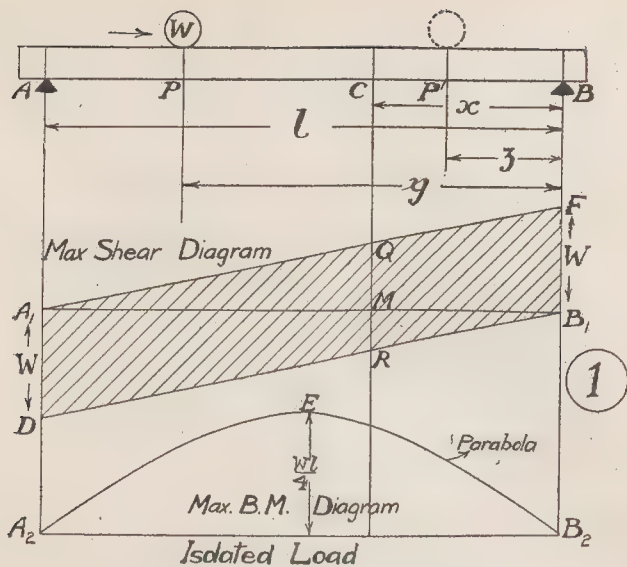 W
A P C P' B
x
l
z
y
F
Max Shear Diagram
Q
W
A1 M B1
W
R
1
D
E
Parabola
Wl/4
Max. B.M. Diagram
A2 B2
Isolated Load